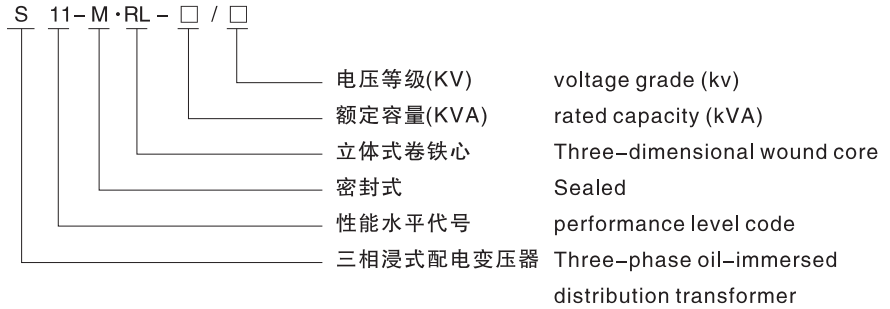 S 11-M·RL-□/□
电压等级(KV) voltage grade (kv)
额定容量(KVA) rated capacity (kVA)
立体式卷铁心 Three-dimensional wound core
密封式 Sealed
性能水平代号 performance level code
三相浸式配电变压器 Three-phase oil-immersed
distribution transformer